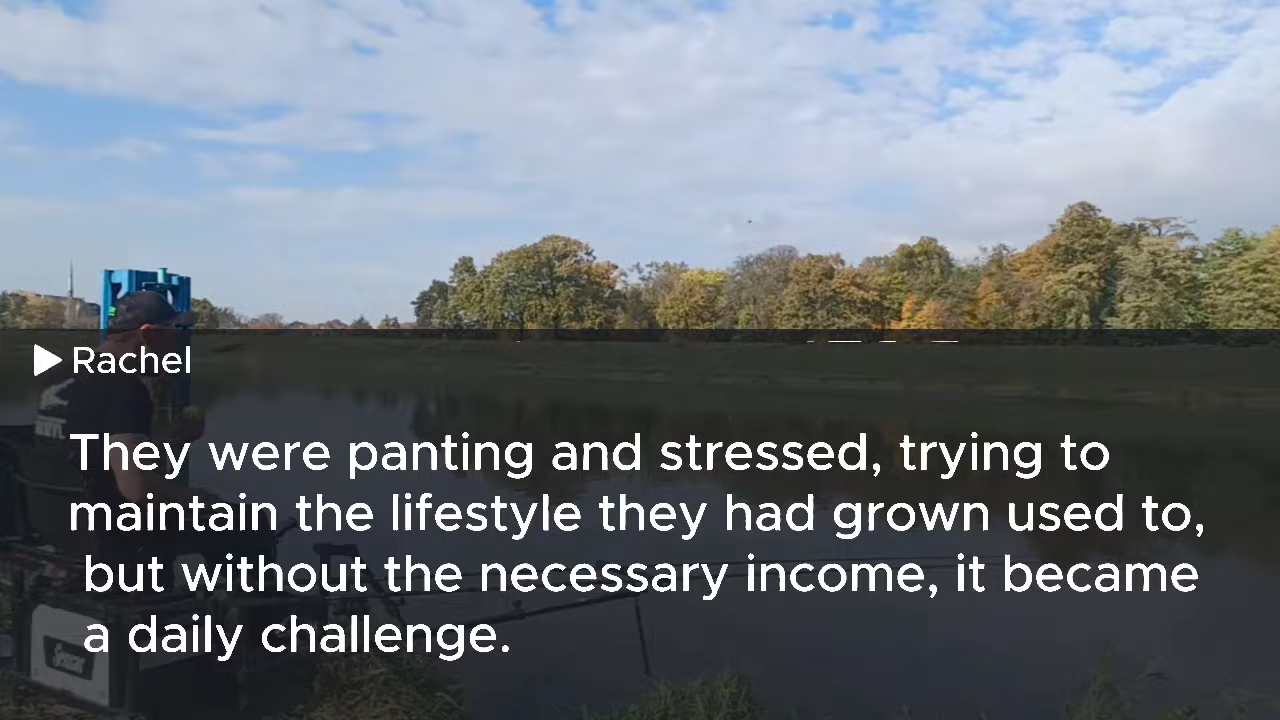 Rachel
They were panting and stressed, trying to
maintain the lifestyle they had grown used to,
but without the necessary income, it became
a daily challenge.